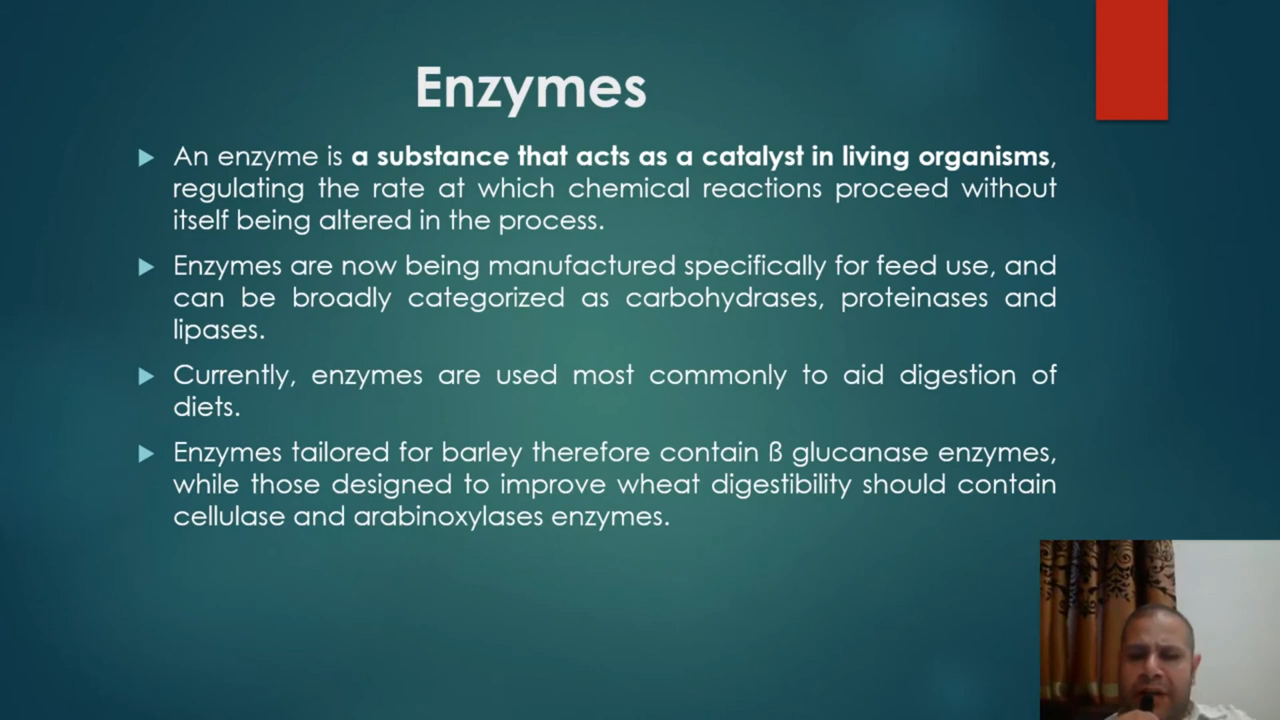 Enzymes
An enzyme is a substance that acts as a catalyst in living organisms,
regulating the rate at which chemical reactions proceed without
itself being altered in the process.
Enzymes are now being manufactured specifically for feed use, and
can be broadly categorized as carbohydrases, proteinases and
lipases.
Currently, enzymes are used most commonly to aid digestion of
diets.
Enzymes tailored for barley therefore contain ß glucanase enzymes,
while those designed to improve wheat digestibility should contain
cellulase and arabinoxylases enzymes.